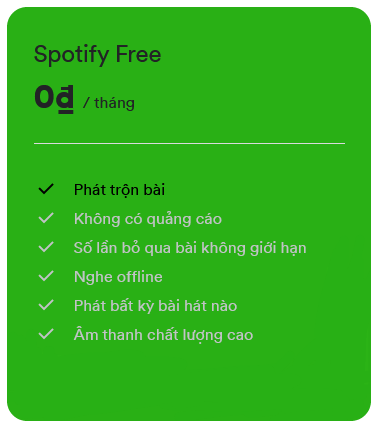 Spotify Free
0₫ / tháng
Phát trộn bài
Không có quảng cáo
Số lần bỏ qua bài không giới hạn
Nghe offline
Phát bất kỳ bài hát nào
Âm thanh chất lượng cao